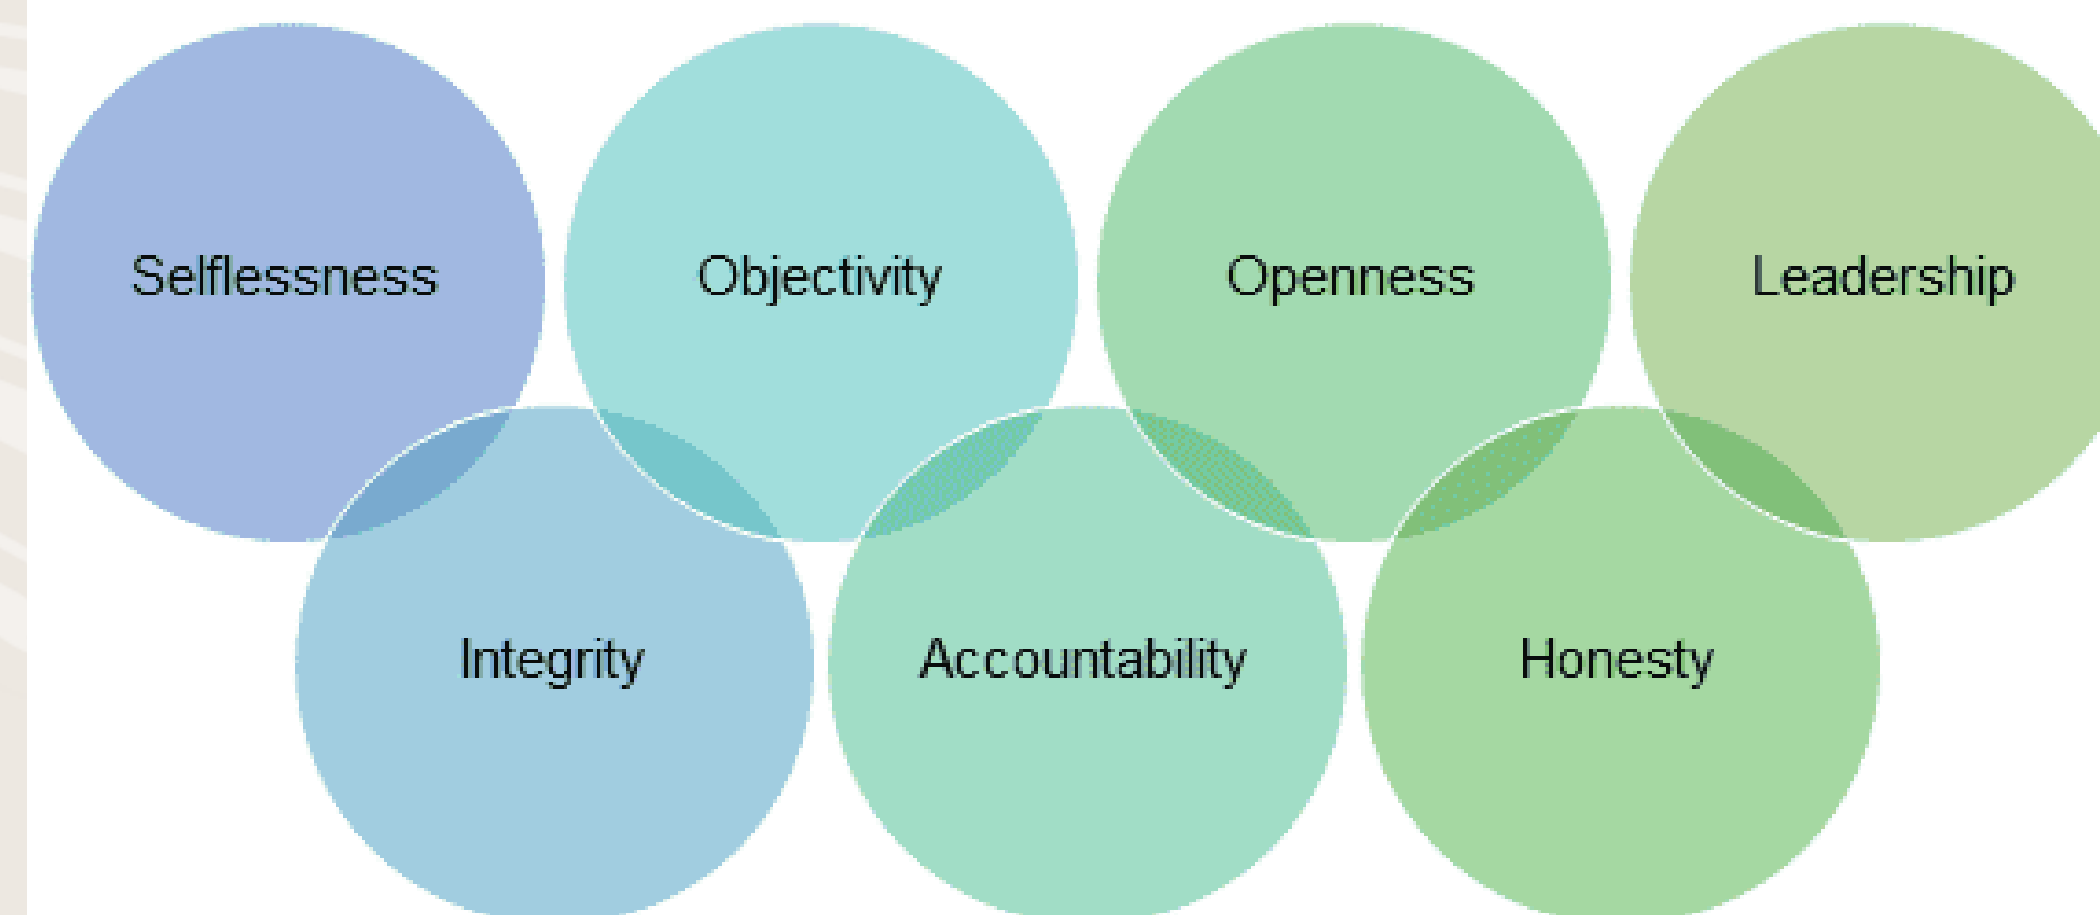 Selflessness
Objectivity
Openness
Leadership
Integrity
Accountability
Honesty